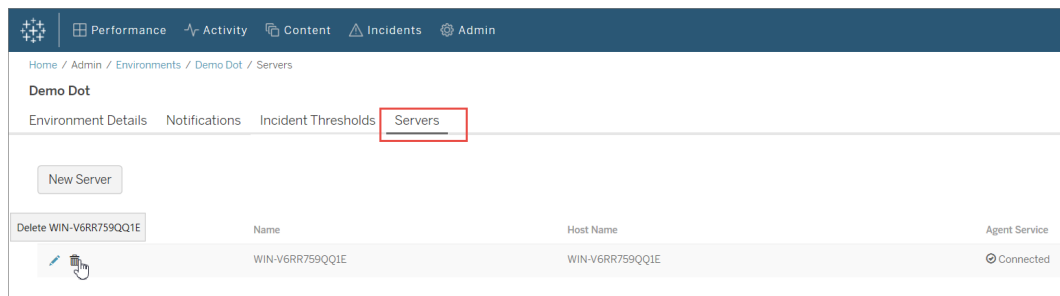 Performance Activity Content Incidents Admin
Home / Admin / Environments / Demo Dot / Servers
Demo Dot
Environment Details Notifications Incident Thresholds Servers
New Server
Delete WIN-V6RR759QQ1E
Name Host Name Agent Service
WIN-V6RR759QQ1E WIN-V6RR759QQ1E Connected